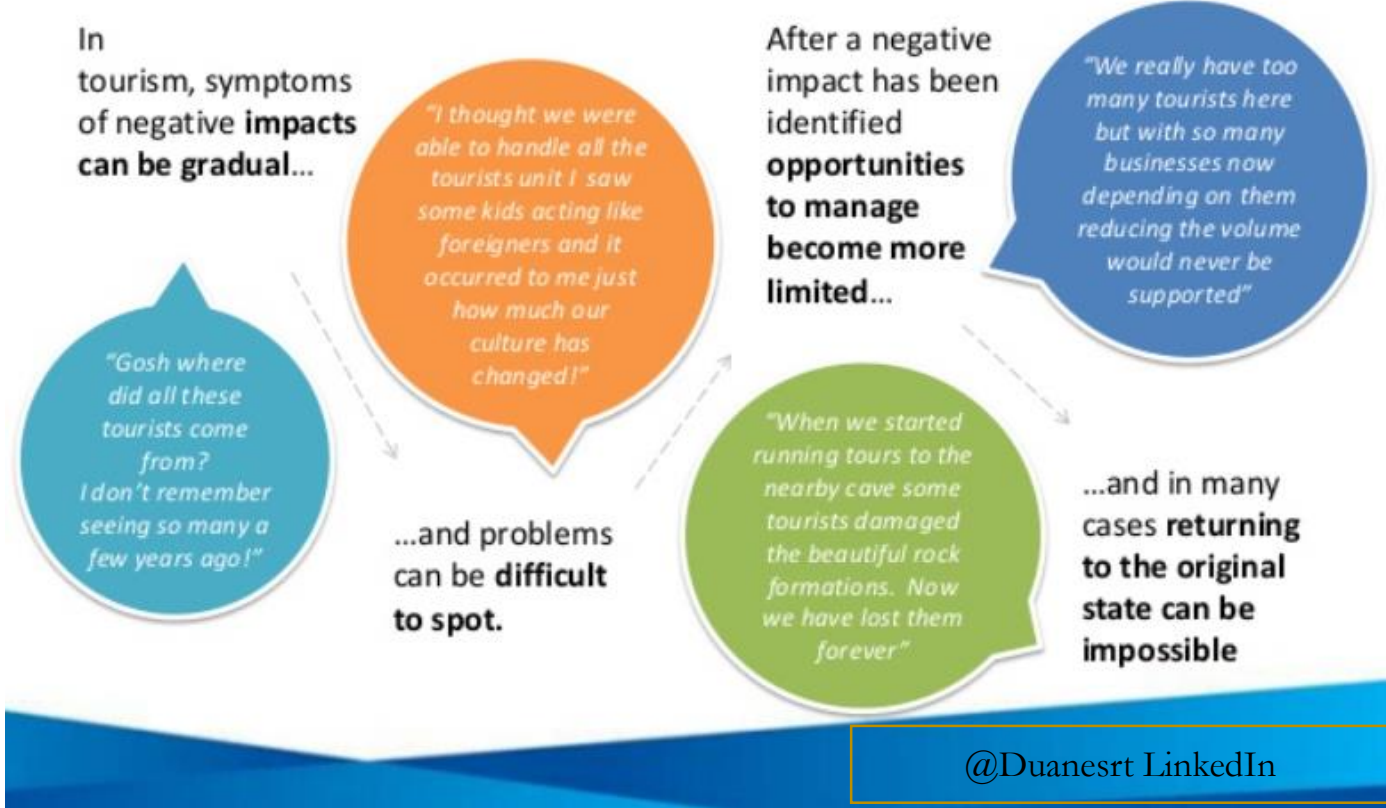 In
tourism, symptoms
of negative impacts
can be gradual…
"Gosh where
did all these
tourists come
from?
I don't remember
seeing so many a
few years ago!"
"I thought we were
able to handle all the
tourists unit I saw
some kids acting like
foreigners and it
occurred to me just
how much our
culture has
changed!"
…and problems
can be difficult
to spot.
After a negative
impact has been
identified
opportunities
to manage
become more
limited…
"We really have too
many tourists here
but with so many
businesses now
depending on them
reducing the volume
would never be
supported"
"When we started
running tours to the
nearby cave some
tourists damaged
the beautiful rock
formations. Now
we have lost them
forever"
…and in many
cases returning
to the original
state can be
impossible
@Duanesrt LinkedIn